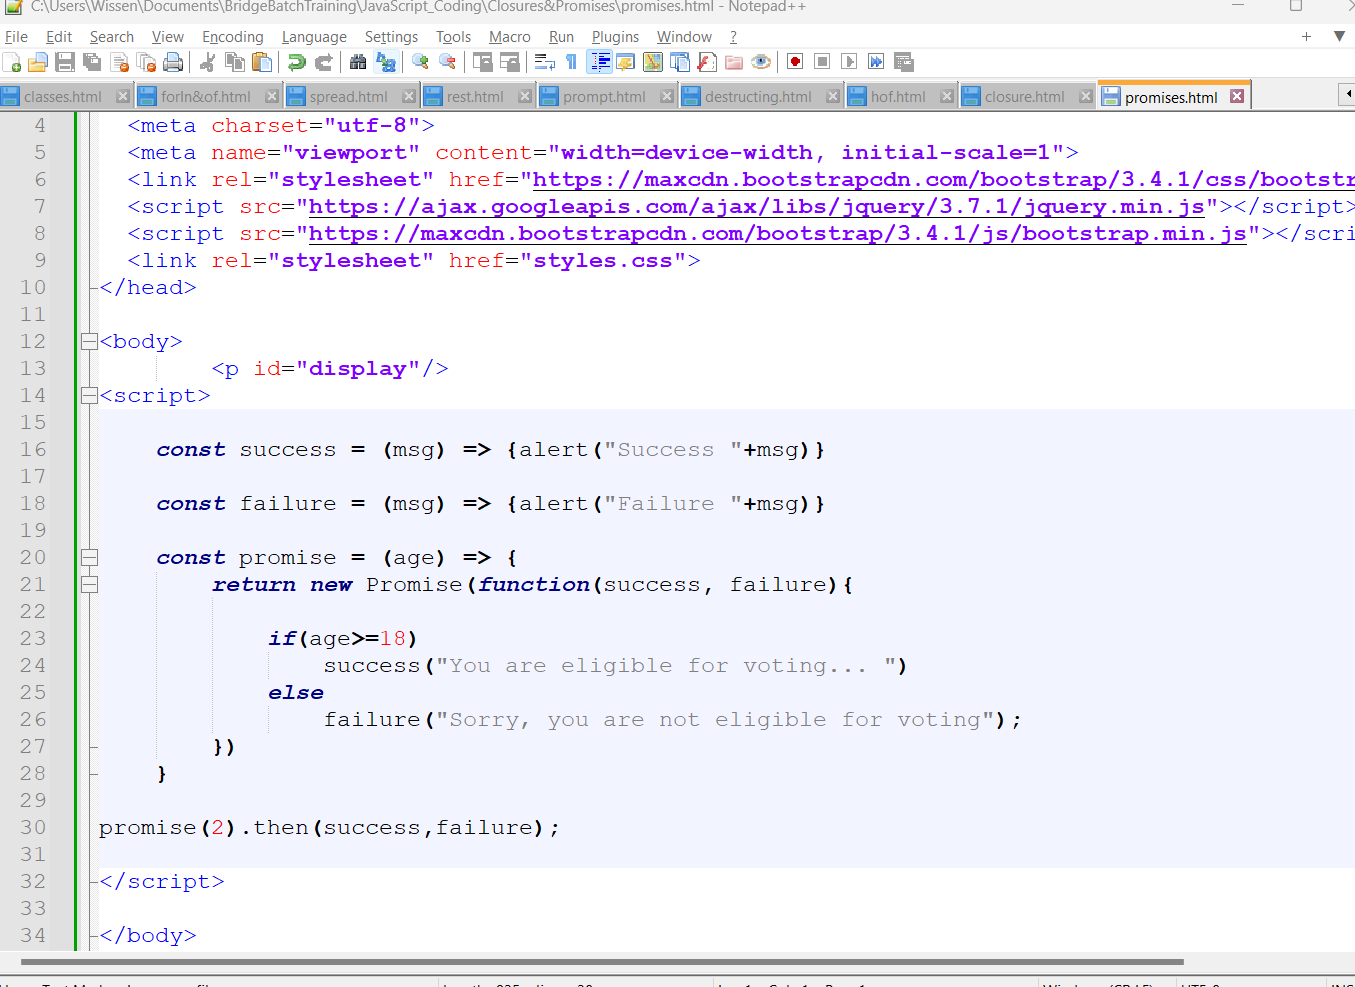 C:\Users\Wissen\Documents\BridgeBatchTraining\JavaScript_Coding\Closures&Promises\promises.html - Notepad++
File Edit Search View Encoding Language Settings Tools Macro Run Plugins Window ?
classes.html forIn&of.html spread.html rest.html prompt.html destructing.html hof.html closure.html promises.html
4 <meta charset="utf-8">
5 <meta name="viewport" content="width=device-width, initial-scale=1">
6 <link rel="stylesheet" href="https://maxcdn.bootstrapcdn.com/bootstrap/3.4.1/css/bootstr
7 <script src="https://ajax.googleapis.com/ajax/libs/jquery/3.7.1/jquery.min.js"></script>
8 <script src="https://maxcdn.bootstrapcdn.com/bootstrap/3.4.1/js/bootstrap.min.js"></scri
9 <link rel="stylesheet" href="styles.css">
10 </head>
11
12 <body>
13 <p id="display"/>
14 <script>
15
16 const success = (msg) => {alert("Success "+msg)}
17
18 const failure = (msg) => {alert("Failure "+msg)}
19
20 const promise = (age) => {
21 return new Promise(function(success, failure){
22
23 if(age>=18)
24 success("You are eligible for voting... ")
25 else
26 failure("Sorry, you are not eligible for voting");
27 })
28 }
29
30 promise(2).then(success,failure);
31
32 </script>
33
34 </body>